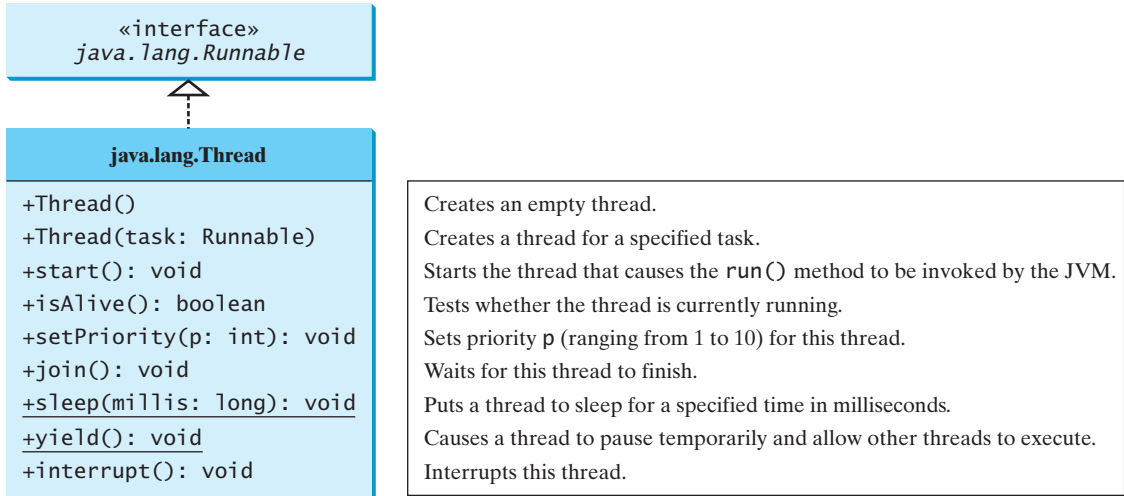 «interface»
java.lang.Runnable
java.lang.Thread
+Thread()
Creates an empty thread.
+Thread(task: Runnable)
Creates a thread for a specified task.
+start(): void
Starts the thread that causes the run() method to be invoked by the JVM.
+isAlive(): boolean
Tests whether the thread is currently running.
+setPriority(p: int): void
Sets priority p (ranging from 1 to 10) for this thread.
+join(): void
Waits for this thread to finish.
+sleep(millis: long): void
Puts a thread to sleep for a specified time in milliseconds.
+yield(): void
Causes a thread to pause temporarily and allow other threads to execute.
+interrupt(): void
Interrupts this thread.